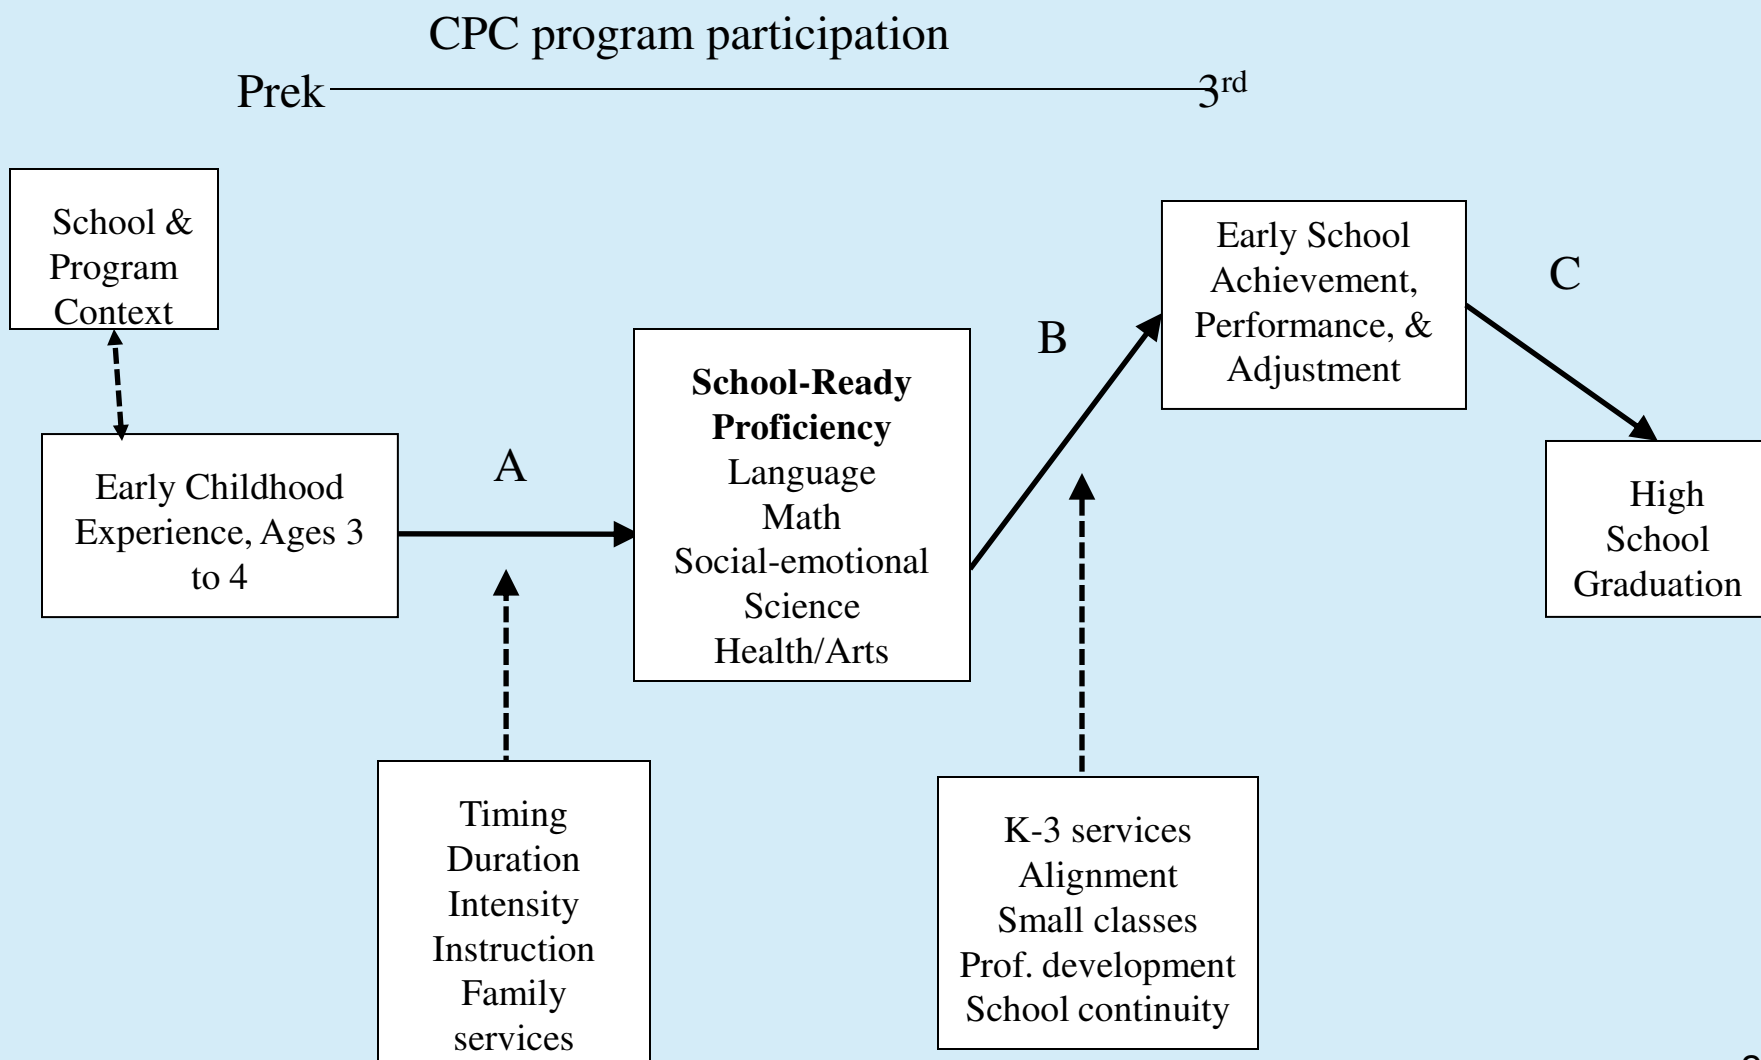 CPC program participation
Prek
3rd
School &
Program
Context
Early School
Achievement,
Performance, &
Adjustment
C
B
School-Ready
Proficiency
Language
Math
Social-emotional
Science
Health/Arts
A
Early Childhood
Experience, Ages 3
to 4
High
School
Graduation
Timing
Duration
Intensity
Instruction
Family
services
K-3 services
Alignment
Small classes
Prof. development
School continuity